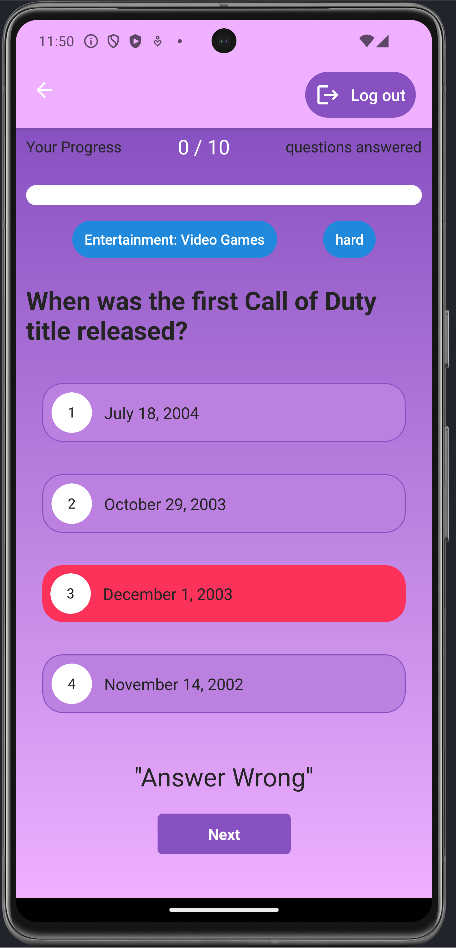 11:50
Log out
Your Progress 0 / 10 questions answered
Entertainment: Video Games hard
When was the first Call of Duty
title released?
1 July 18, 2004
2 October 29, 2003
3 December 1, 2003
4 November 14, 2002
"Answer Wrong"
Next